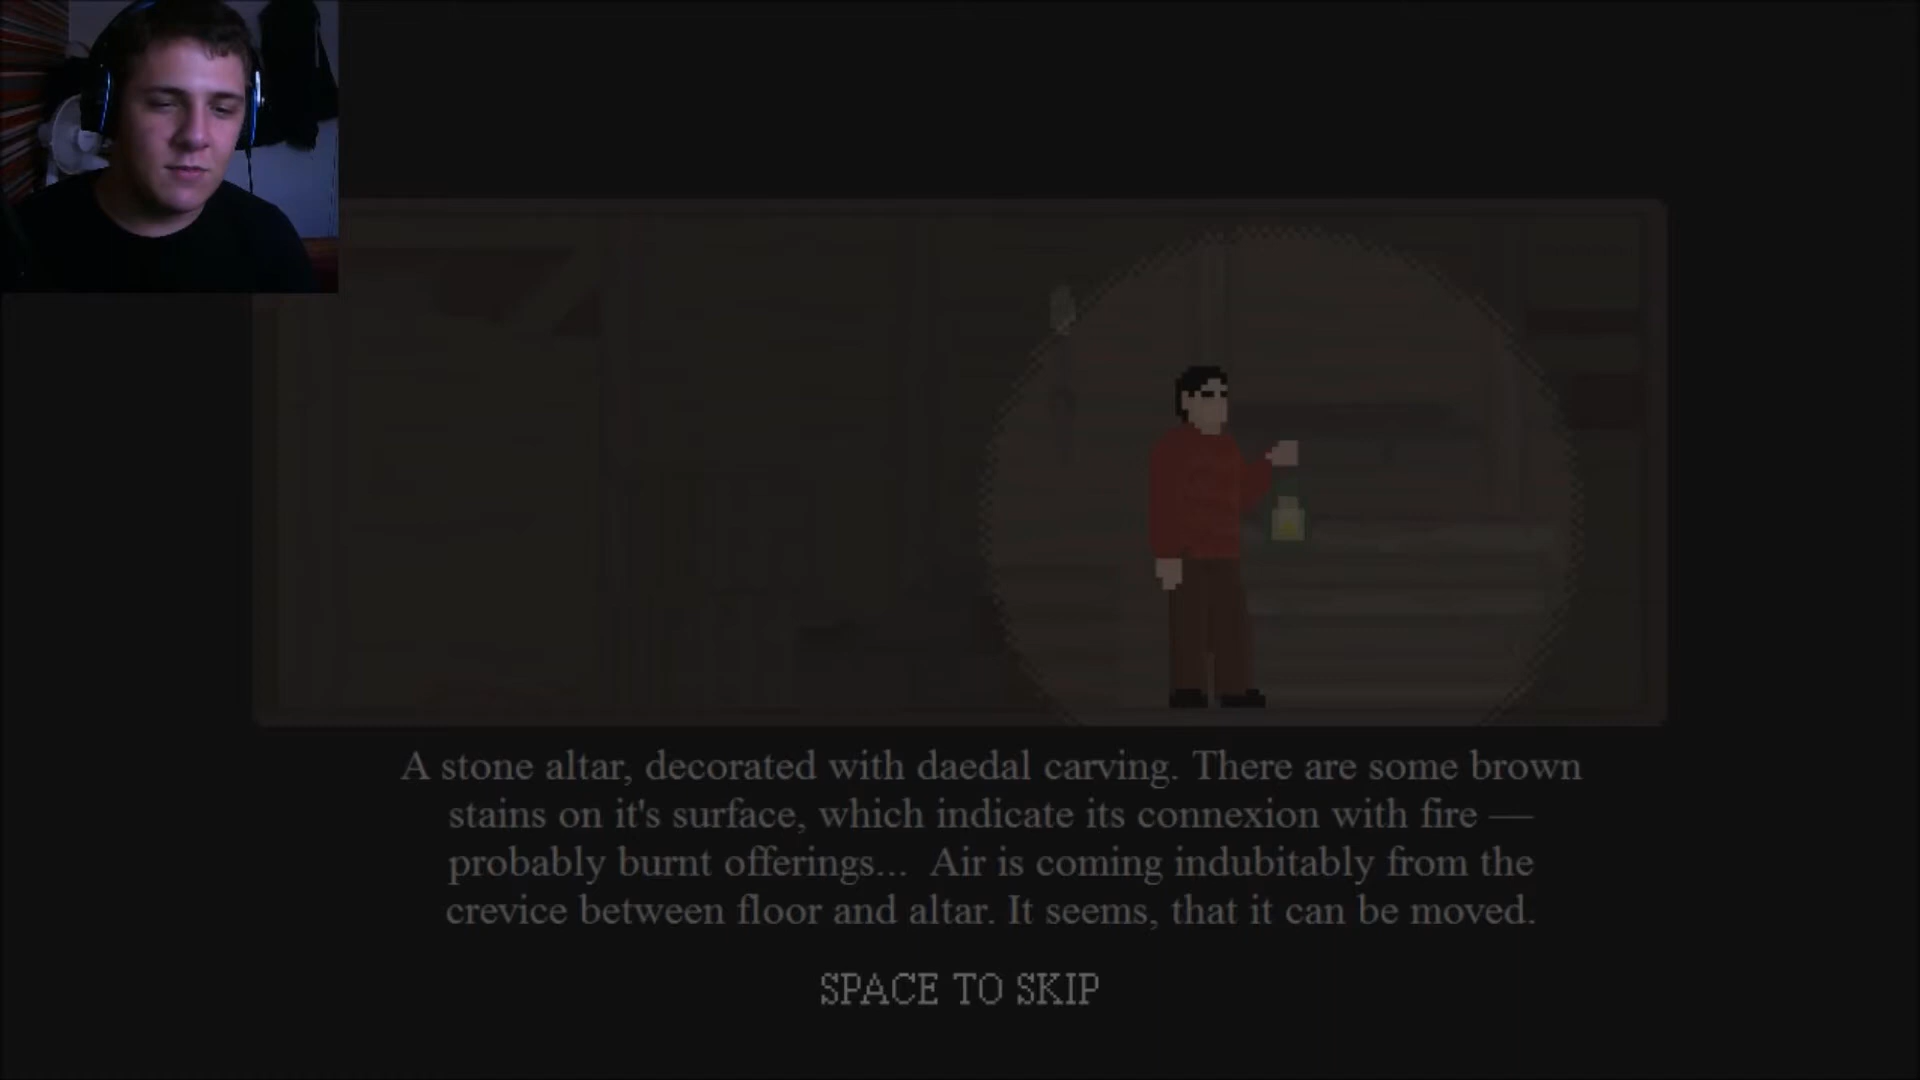 A stone altar, decorated with daedal carving. There are some brown
stains on it's surface, which indicate its connexion with fire —
probably burnt offerings...  Air is coming indubitably from the
crevice between floor and altar. It seems, that it can be moved.
SPACE TO SKIP